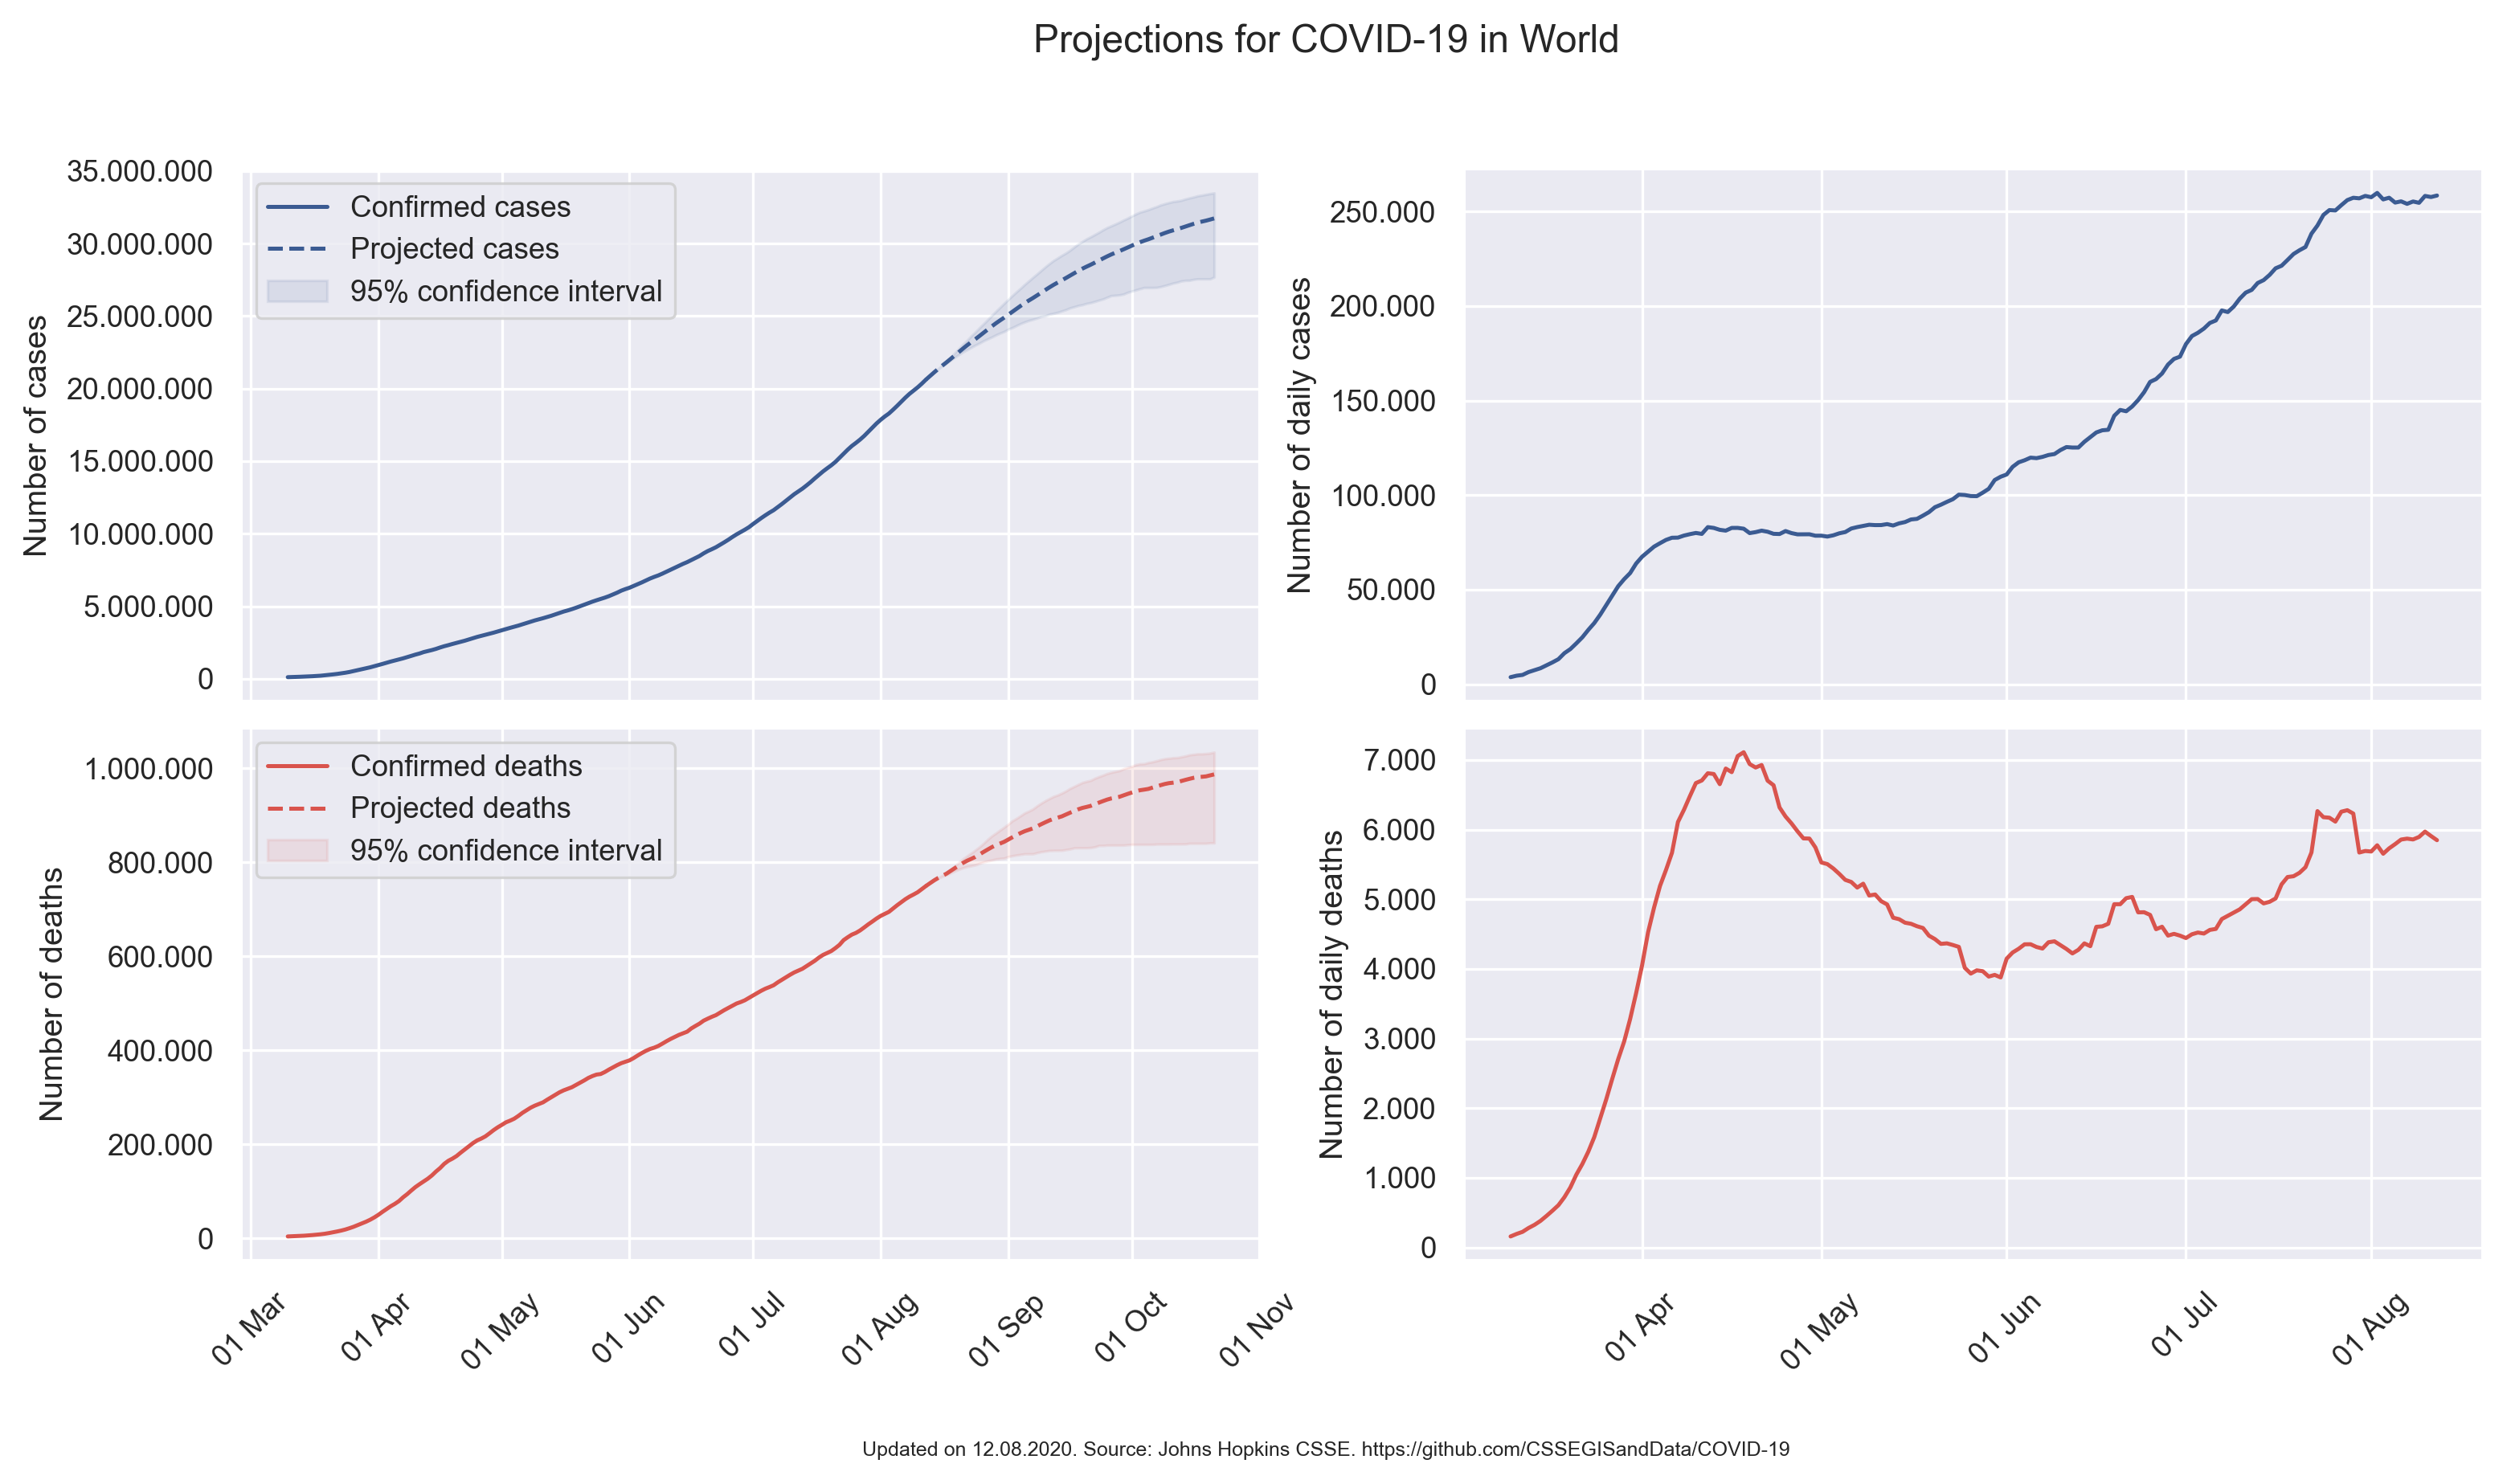 Projections for COVID-19 in World
Number of cases
35.000.000
30.000.000
25.000.000
20.000.000
15.000.000
10.000.000
5.000.000
0
Confirmed cases
Projected cases
95% confidence interval
Number of daily cases
250.000
200.000
150.000
100.000
50.000
0
Number of deaths
1.000.000
800.000
600.000
400.000
200.000
0
Confirmed deaths
Projected deaths
95% confidence interval
01 Mar
01 Apr
01 May
01 Jun
01 Jul
01 Aug
01 Sep
01 Oct
01 Nov
Number of daily deaths
7.000
6.000
5.000
4.000
3.000
2.000
1.000
0
01 Apr
01 May
01 Jun
01 Jul
01 Aug
Updated on 12.08.2020. Source: Johns Hopkins CSSE. https://github.com/CSSEGISandData/COVID-19